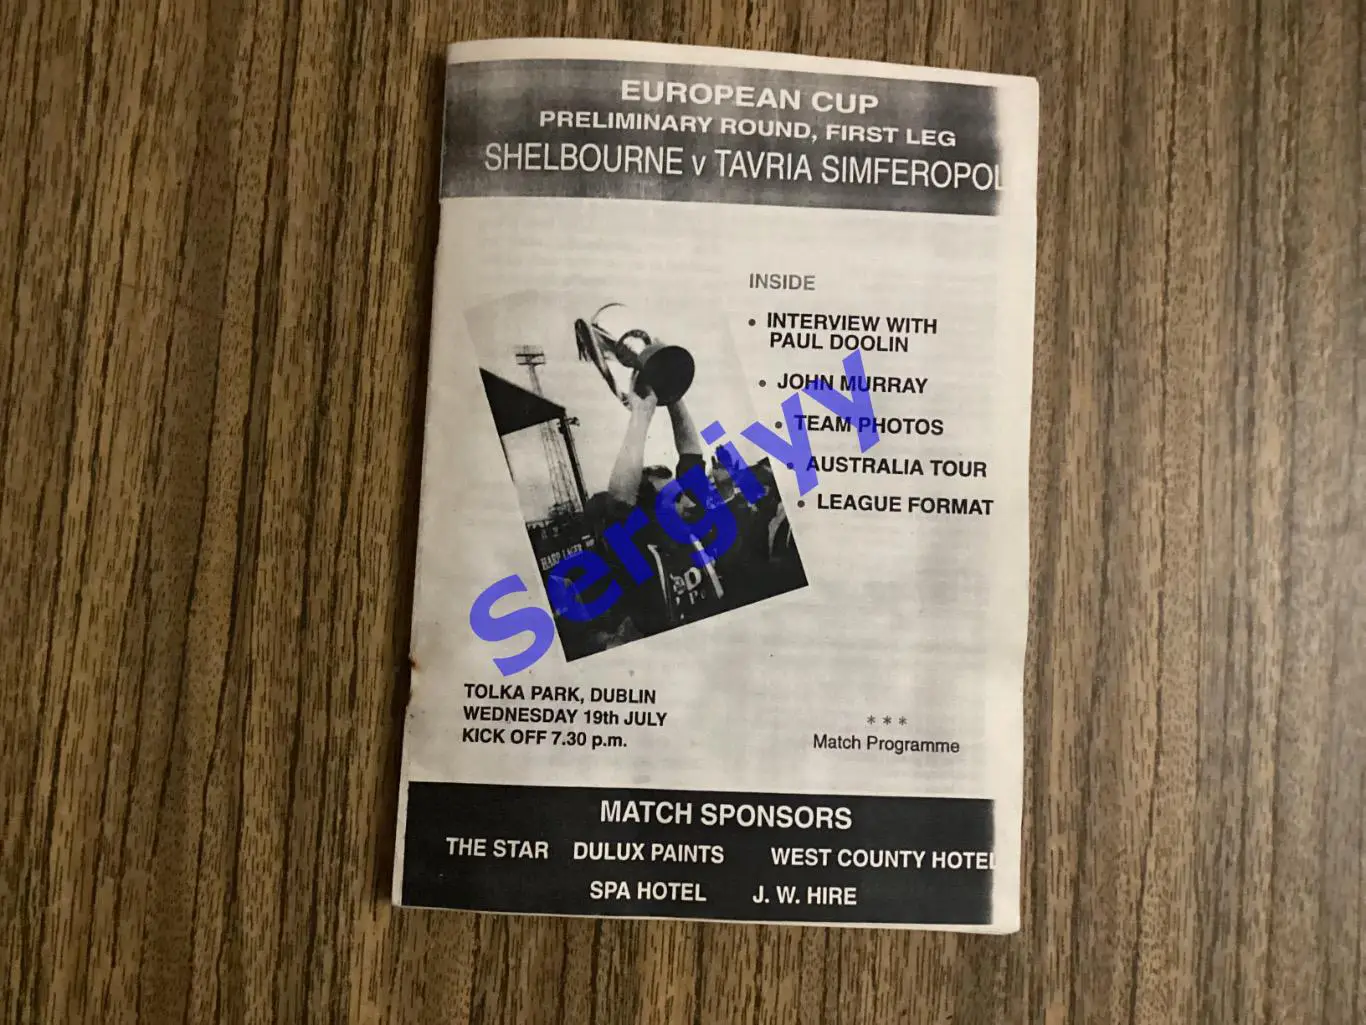 EUROPEAN CUP
PRELIMINARY ROUND, FIRST LEG
SHELBOURNE v TAVRIA SIMFEROPOL
INSIDE
• INTERVIEW WITH
PAUL DOOLIN
• JOHN MURRAY
• TEAM PHOTOS
• AUSTRALIA TOUR
• LEAGUE FORMAT
HARP LAGER
Sergiyy
TOLKA PARK, DUBLIN
WEDNESDAY 19th JULY
KICK OFF 7.30 p.m.
***
Match Programme
MATCH SPONSORS
THE STAR DULUX PAINTS WEST COUNTY HOTEL
SPA HOTEL J. W. HIRE